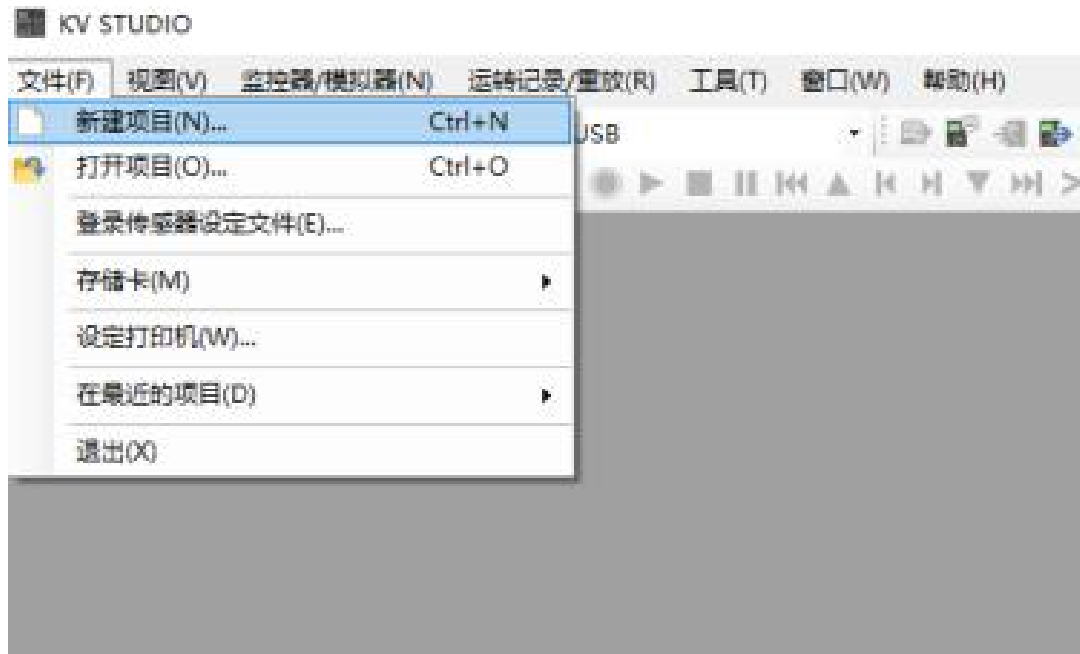 KV STUDIO
文件(F) 视图(V) 监控器/模拟器(N) 运转记录/重放(R) 工具(T) 窗口(W) 帮助(H)
新建项目(N)... Ctrl+N USB
打开项目(O)... Ctrl+O
登录传感器设定文件(E)...
存储卡(M)
设定打印机(W)...
在最近的项目(D)
退出(X)